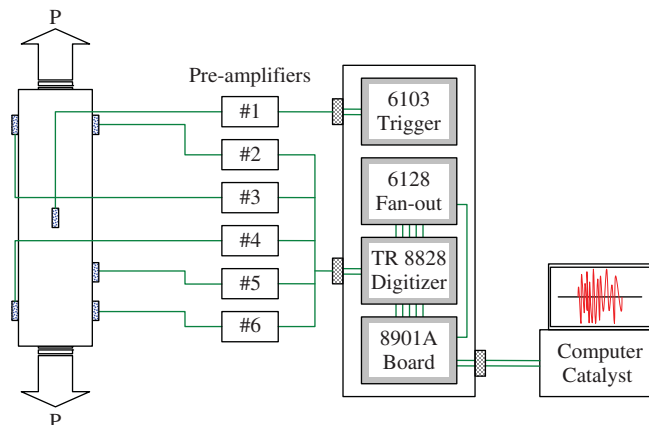 P
Pre-amplifiers
#1
#2
#3
#4
#5
#6
6103
Trigger
6128
Fan-out
TR 8828
Digitizer
8901A
Board
Computer
Catalyst
P